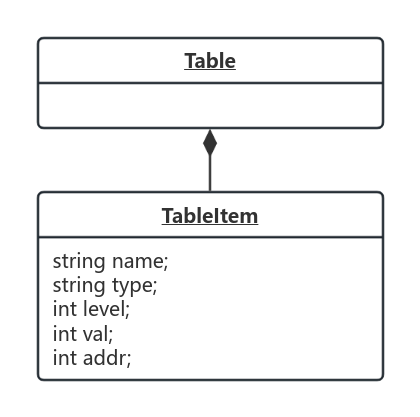 Table
TableItem
string name;
string type;
int level;
int val;
int addr;